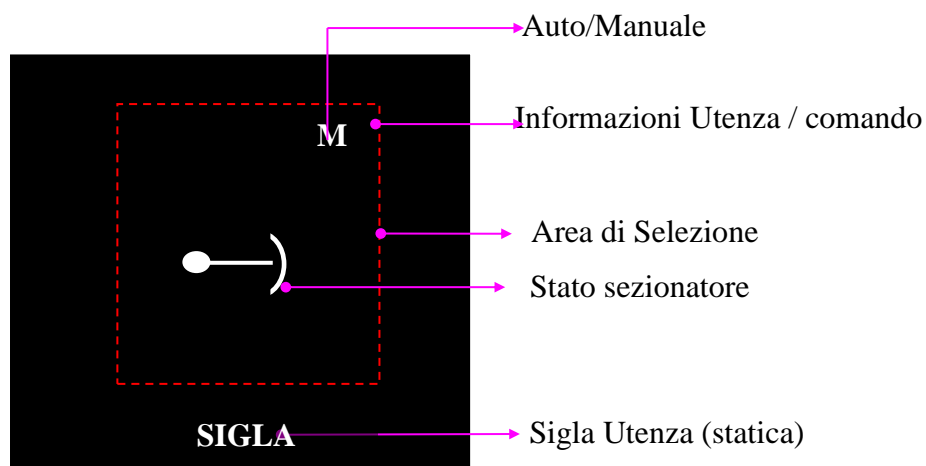 Auto/Manuale
M
Informazioni Utenza / comando
Area di Selezione
Stato sezionatore
SIGLA
Sigla Utenza (statica)